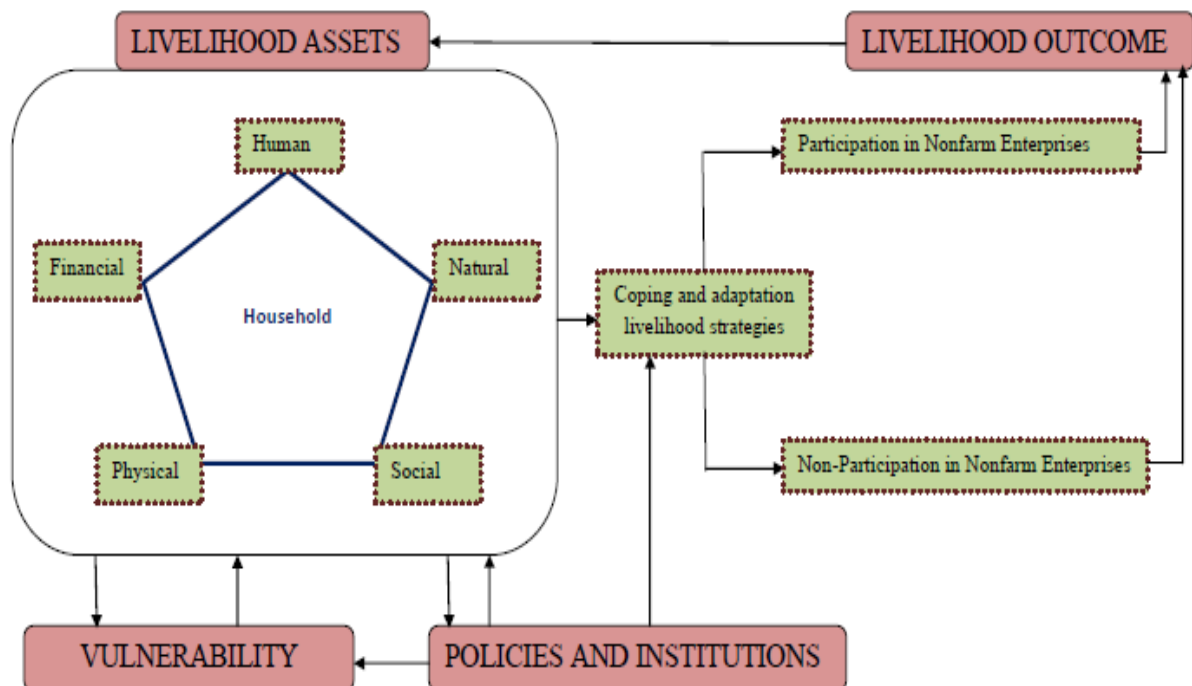 LIVELIHOOD ASSETS
LIVELIHOOD OUTCOME
Human
Participation in Nonfarm Enterprises
Financial
Natural
Household
Coping and adaptation
livelihood strategies
Physical
Social
Non-Participation in Nonfarm Enterprises
VULNERABILITY
POLICIES AND INSTITUTIONS